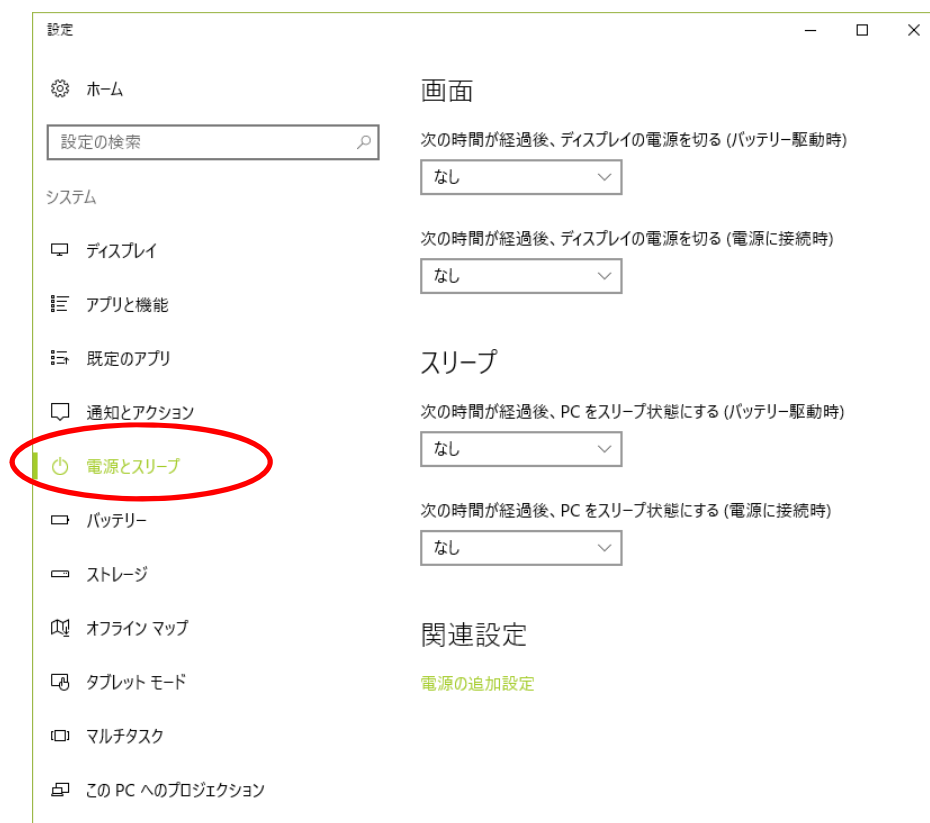 設定
ホーム
設定の検索
システム
ディスプレイ
アプリと機能
既定のアプリ
通知とアクション
電源とスリープ
バッテリー
ストレージ
オフライン マップ
タブレット モード
マルチタスク
この PC へのプロジェクション
画面
次の時間が経過後、ディスプレイの電源を切る (バッテリー駆動時)
なし
次の時間が経過後、ディスプレイの電源を切る (電源に接続時)
なし
スリープ
次の時間が経過後、PC をスリープ状態にする (バッテリー駆動時)
なし
次の時間が経過後、PC をスリープ状態にする (電源に接続時)
なし
関連設定
電源の追加設定